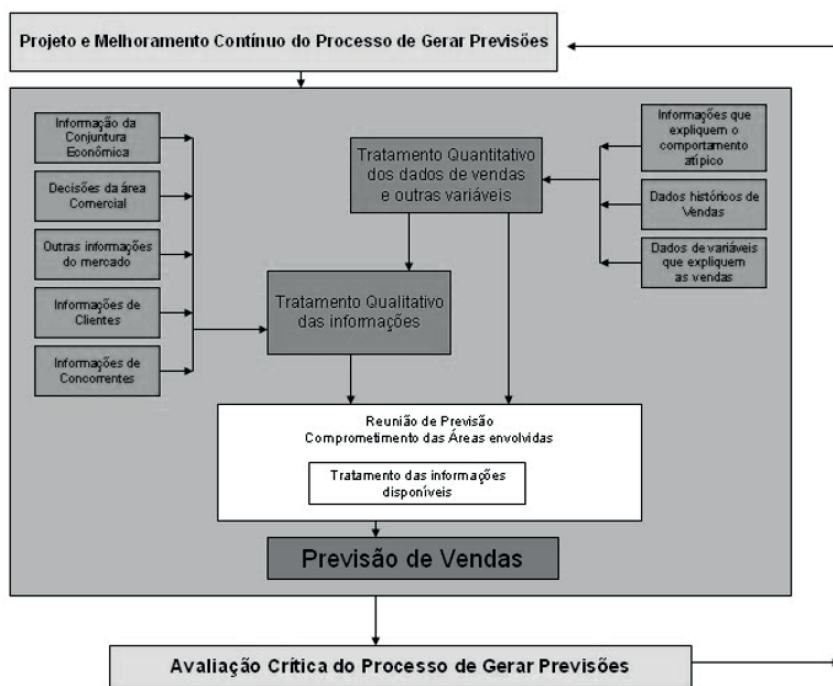 Projeto e Melhoramento Contínuo do Processo de Gerar Previsões
Informação da
Conjuntura
Econômica
Decisões da área
Comercial
Outras informações
do mercado
Informações de
Clientes
Informações de
Concorrentes
Tratamento Quantitativo
dos dados de vendas
e outras variáveis
Informações que
expliquem o
comportamento
atípico
Dados históricos de
Vendas
Dados de variáveis
que expliquem
as vendas
Tratamento Qualitativo
das informações
Reunião de Previsão
Comprometimento das Áreas envolvidas
Tratamento das informações
disponíveis
Previsão de Vendas
Avaliação Crítica do Processo de Gerar Previsões